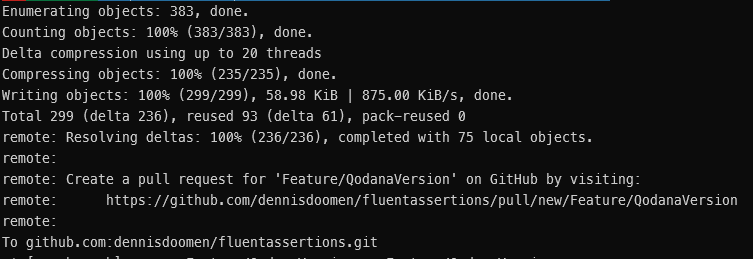 Enumerating objects: 383, done.
Counting objects: 100% (383/383), done.
Delta compression using up to 20 threads
Compressing objects: 100% (235/235), done.
Writing objects: 100% (299/299), 58.98 KiB | 875.00 KiB/s, done.
Total 299 (delta 236), reused 93 (delta 61), pack-reused 0
remote: Resolving deltas: 100% (236/236), completed with 75 local objects.
remote:
remote: Create a pull request for 'Feature/QodanaVersion' on GitHub by visiting:
remote:      https://github.com/dennisdoomen/fluentassertions/pull/new/Feature/QodanaVersion
remote:
To github.com:dennisdoomen/fluentassertions.git